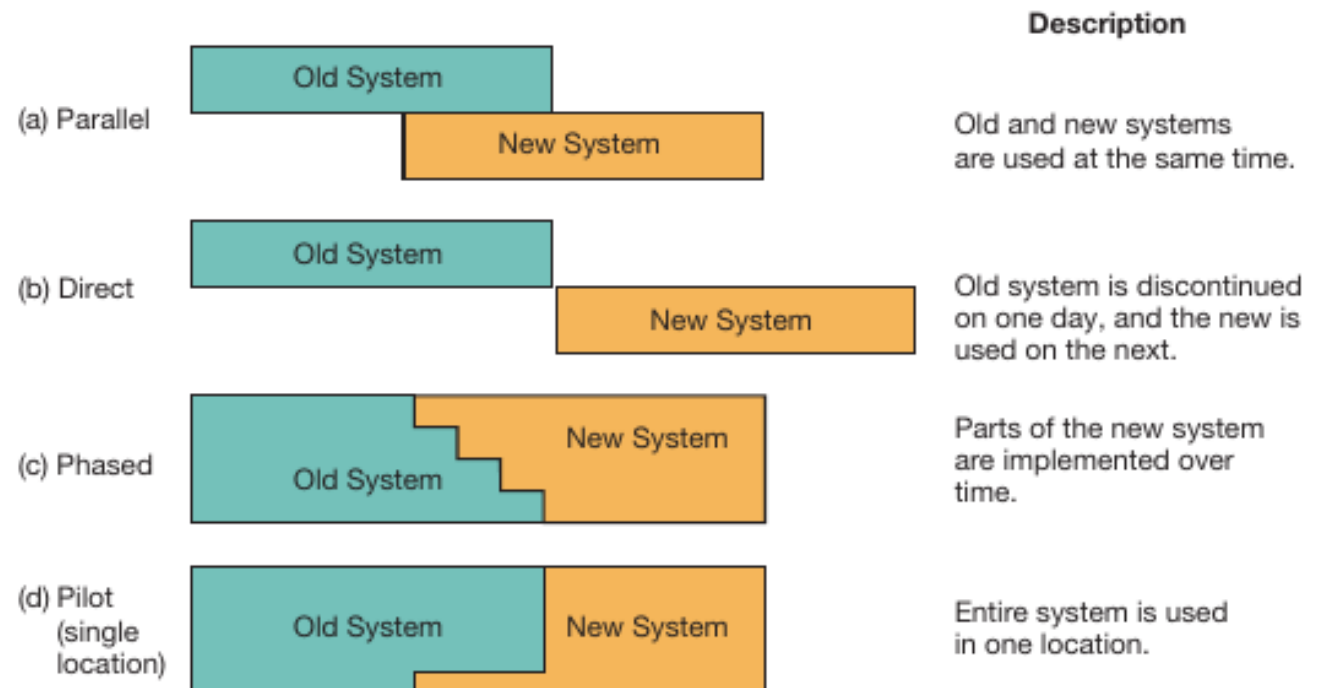 Description
(a) Parallel
Old System
New System
Old and new systems
are used at the same time.
(b) Direct
Old System
New System
Old system is discontinued
on one day, and the new is
used on the next.
(c) Phased
Old System
New System
Parts of the new system
are implemented over
time.
(d) Pilot
(single
location)
Old System
New System
Entire system is used
in one location.